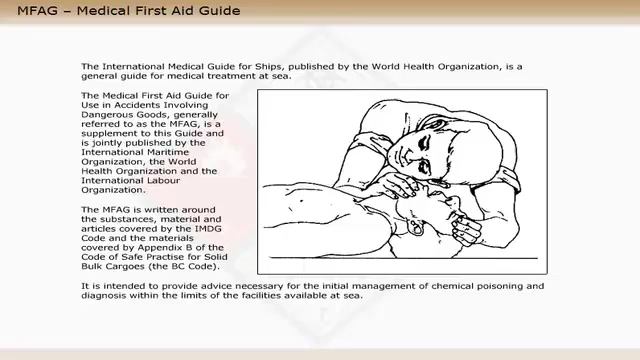 MFAG – Medical First Aid Guide
The International Medical Guide for Ships, published by the World Health Organization, is a
general guide for medical treatment at sea.
The Medical First Aid Guide for
Use in Accidents Involving
Dangerous Goods, generally
referred to as the MFAG, is a
supplement to this Guide and
is jointly published by the
International Maritime
Organization, the World
Health Organization and the
International Labour
Organization.
The MFAG is written around
the substances, material and
articles covered by the IMDG
Code and the materials
covered by Appendix B of the
Code of Safe Practise for Solid
Bulk Cargoes (the BC Code).
It is intended to provide advice necessary for the initial management of chemical poisoning and
diagnosis within the limits of the facilities available at sea.